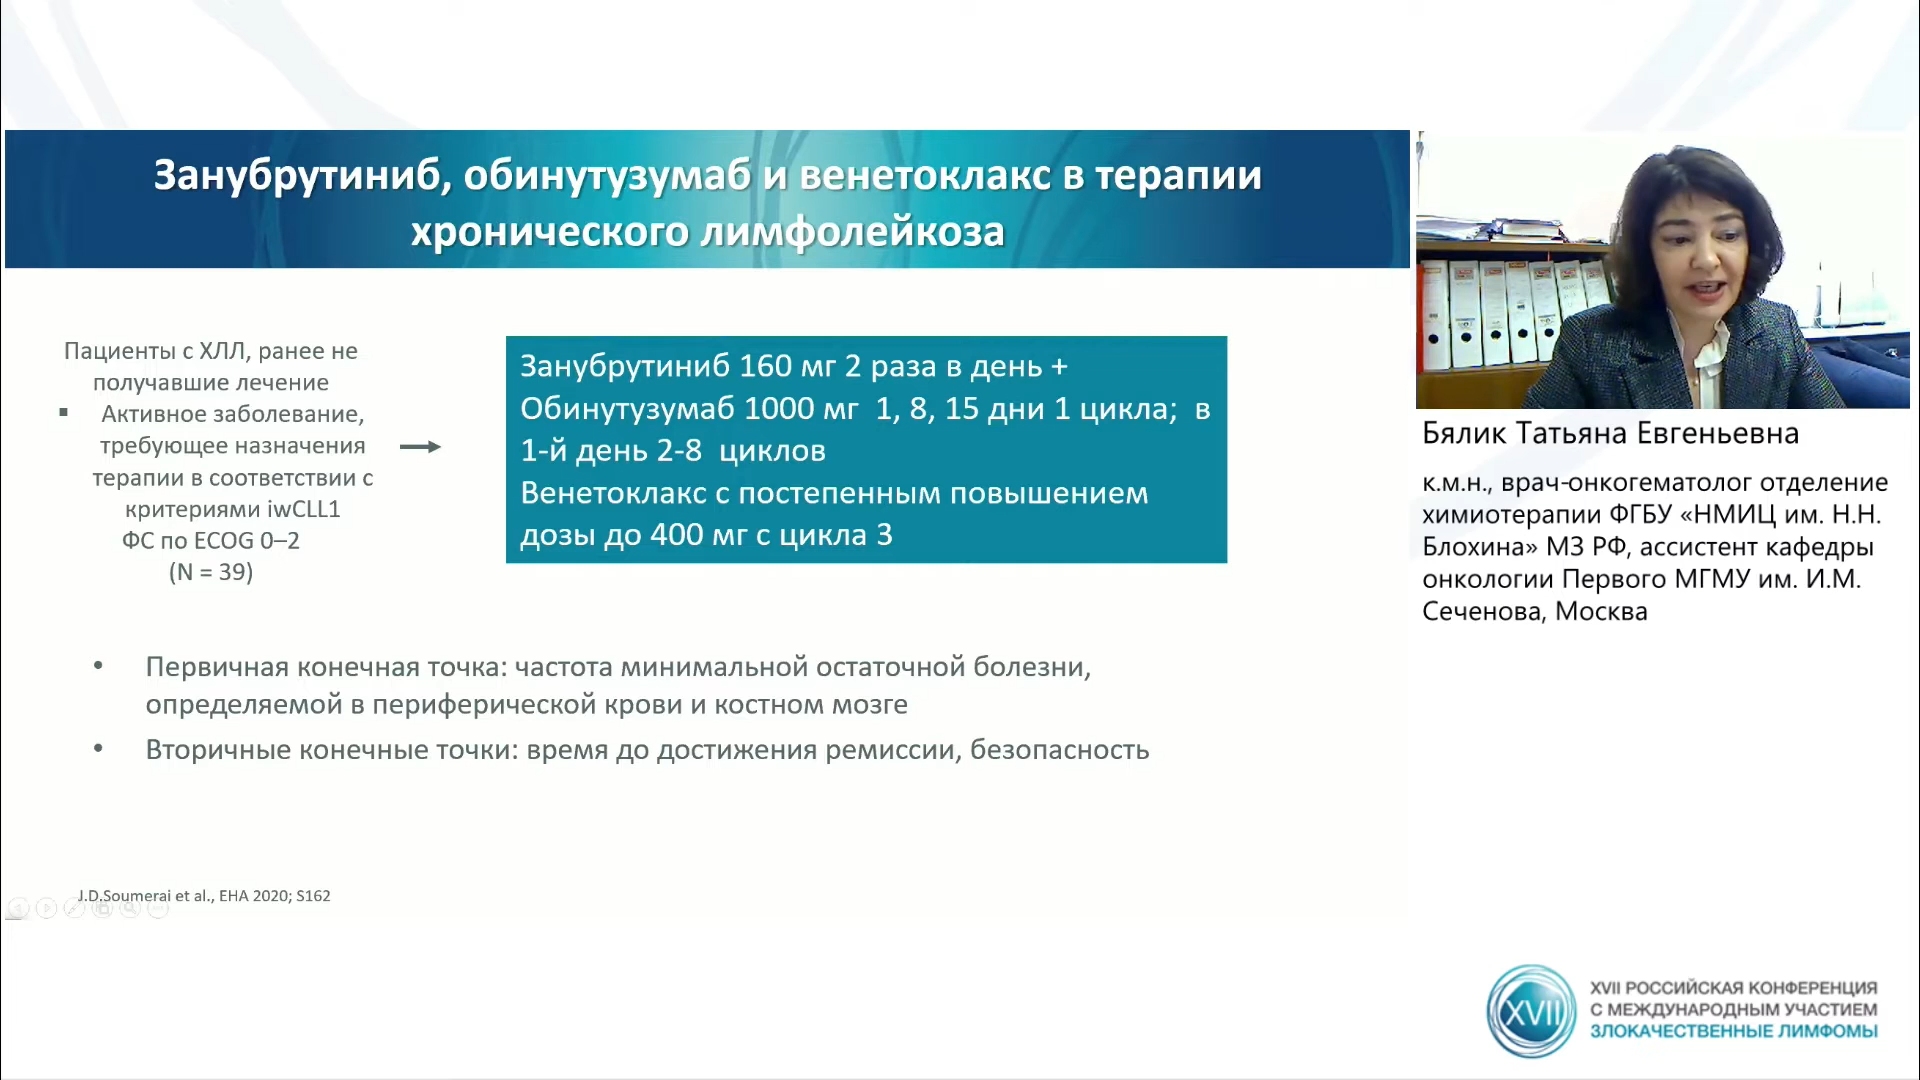 Занубрутиниб, обинутузумаб и венетоклакс в терапии
хронического лимфолейкоза
Пациенты с ХЛЛ, ранее не
получавшие лечение
▪ Активное заболевание,
требующее назначения
терапии в соответствии с
критериями iwCLL1
ФС по ECOG 0–2
(N = 39)
Занубрутиниб 160 мг 2 раза в день +
Обинутузумаб 1000 мг 1, 8, 15 дни 1 цикла; в
1-й день 2-8 циклов
Венетоклакс с постепенным повышением
дозы до 400 мг с цикла 3
• Первичная конечная точка: частота минимальной остаточной болезни,
определяемой в периферической крови и костном мозге
• Вторичные конечные точки: время до достижения ремиссии, безопасность
J.D.Soumerai et al., EHA 2020; S162
Бялик Татьяна Евгеньевна
к.м.н., врач-онкогематолог отделение
химиотерапии ФГБУ «НМИЦ им. Н.Н.
Блохина» МЗ РФ, ассистент кафедры
онкологии Первого МГМУ им. И.М.
Сеченова, Москва
XVII
XVII РОССИЙСКАЯ КОНФЕРЕНЦИЯ
С МЕЖДУНАРОДНЫМ УЧАСТИЕМ
ЗЛОКАЧЕСТВЕННЫЕ ЛИМФОМЫ